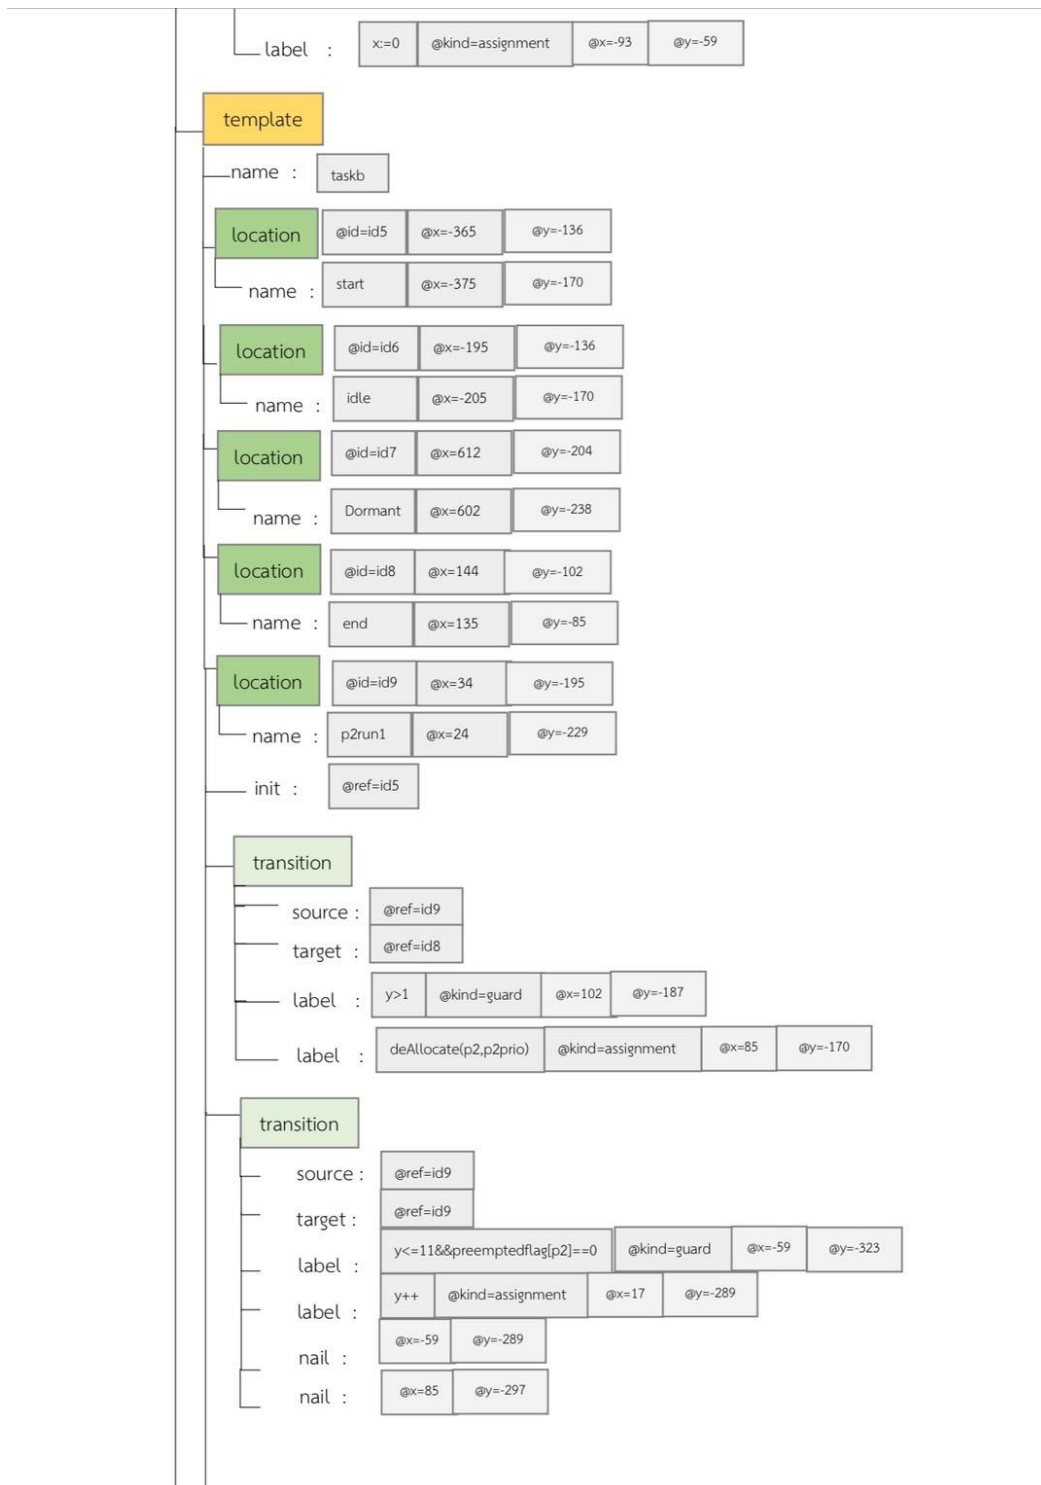 label : x:=0 @kind=assignment @x=-93 @y=-59
template
name : taskb
location @id=id5 @x=-365 @y=-136
name : start @x=-375 @y=-170
location @id=id6 @x=-195 @y=-136
name : idle @x=-205 @y=-170
location @id=id7 @x=612 @y=-204
name : Dormant @x=602 @y=-238
location @id=id8 @x=144 @y=-102
name : end @x=135 @y=-85
location @id=id9 @x=34 @y=-195
name : p2run1 @x=24 @y=-229
init : @ref=id5
transition
source : @ref=id9
target : @ref=id8
label : y>1 @kind=guard @x=102 @y=-187
label : deAllocate(p2,p2prio) @kind=assignment @x=85 @y=-170
transition
source : @ref=id9
target : @ref=id9
label : y<=11&&preemptedflag[p2]==0 @kind=guard @x=-59 @y=-323
label : y++ @kind=assignment @x=17 @y=-289
nail : @x=-59 @y=-289
nail : @x=85 @y=-297